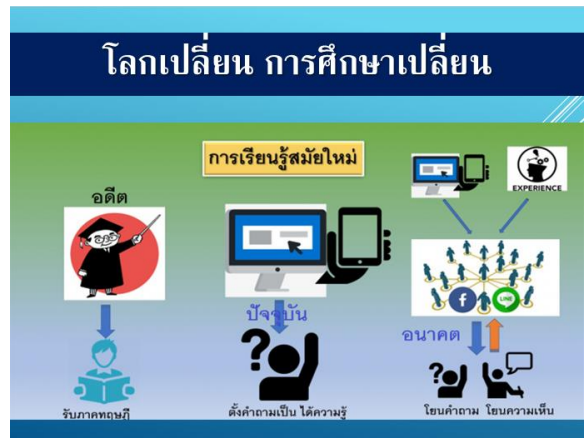 โลกเปลี่ยน การศึกษาเปลี่ยน
การเรียนรู้สมัยใหม่
อดีต
EXPERIENCE
ปัจจุบัน
LINE
อนาคต
รับภาคทฤษฎี
ตั้งคำถามเป็น ได้ความรู้
โยนคำถาม โยนความเห็น